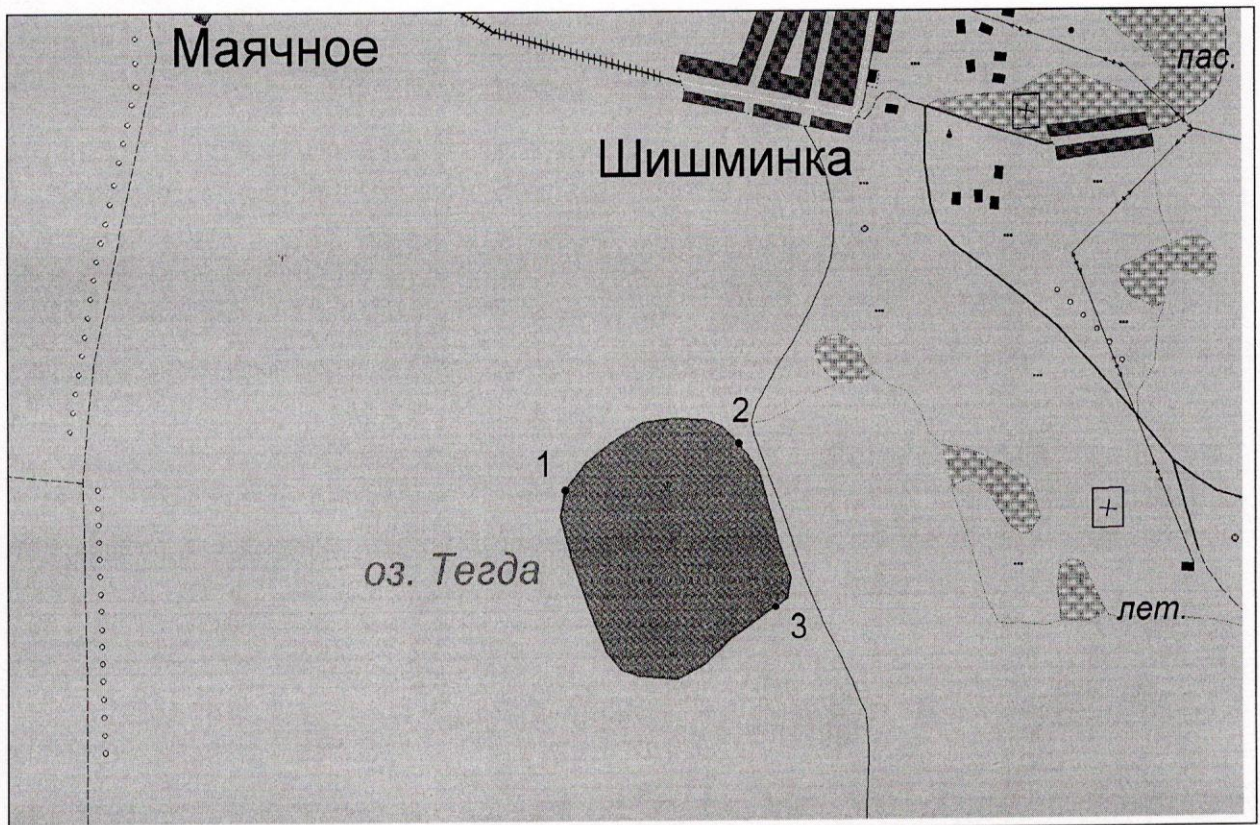 Маячное
пас.
Шишминка
2
1
оз. Тегда
3
лет.